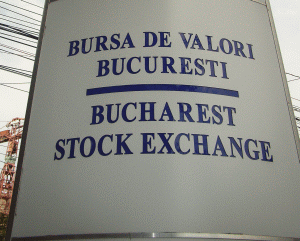 BURSA DE VALORI
BUCURESTI
BUCHAREST
STOCK EXCHANGE